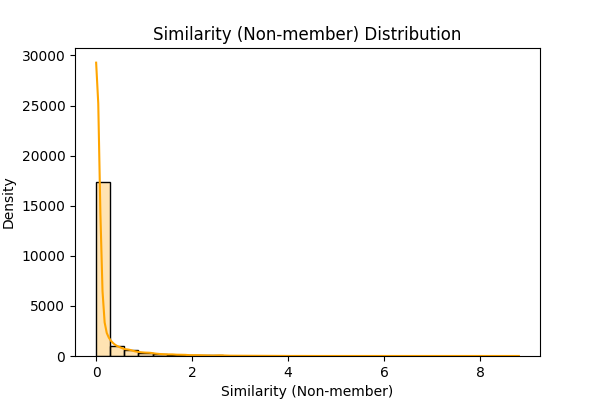 Similarity (Non-member) Distribution
30000
25000
20000
15000
10000
5000
0
Density
0 2 4 6 8
Similarity (Non-member)